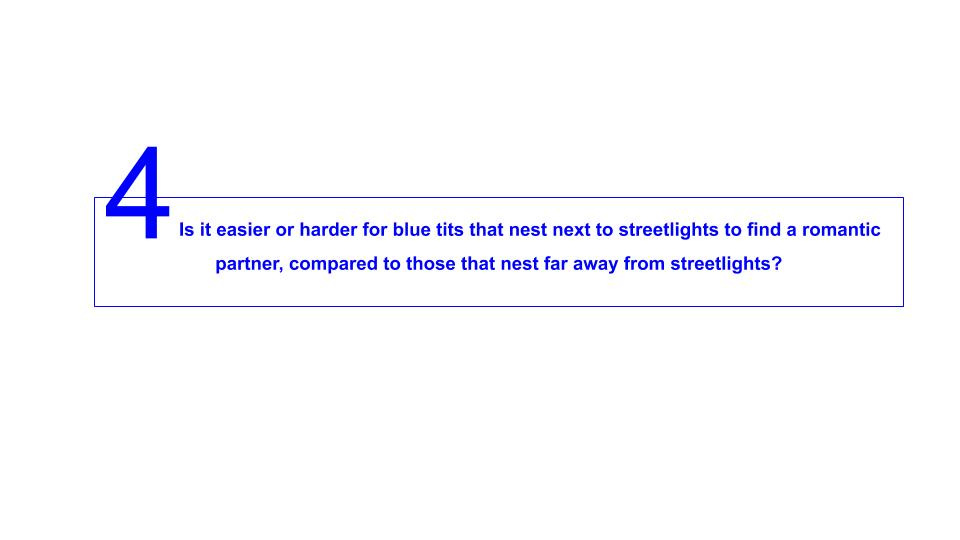 4
Is it easier or harder for blue tits that nest next to streetlights to find a romantic
partner, compared to those that nest far away from streetlights?